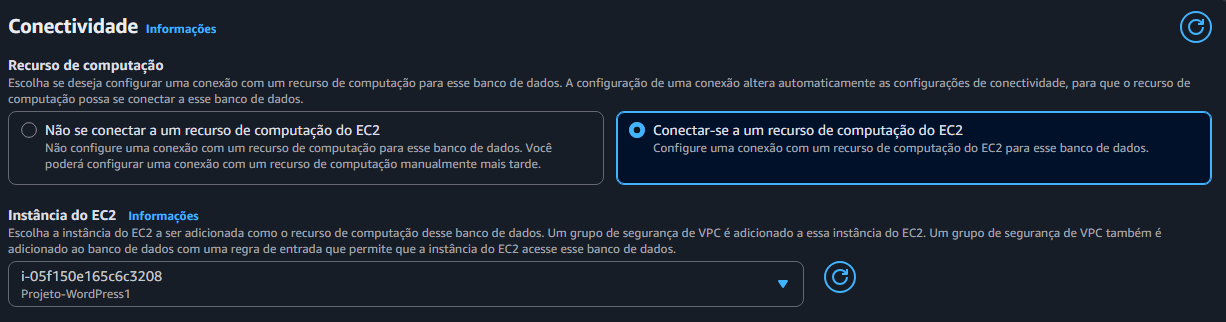 Conectividade Informações
Recurso de computação
Escolha se deseja configurar uma conexão com um recurso de computação para esse banco de dados. A configuração de uma conexão altera automaticamente as configurações de conectividade, para que o recurso de
computação possa se conectar a esse banco de dados.
Não se conectar a um recurso de computação do EC2
Não configure uma conexão com um recurso de computação para esse banco de dados. Você
poderá configurar uma conexão com um recurso de computação manualmente mais tarde.
Conectar-se a um recurso de computação do EC2
Configure uma conexão com um recurso de computação do EC2 para esse banco de dados.
Instância do EC2 Informações
Escolha a instância do EC2 a ser adicionada como o recurso de computação desse banco de dados. Um grupo de segurança de VPC é adicionado a essa instância do EC2. Um grupo de segurança de VPC também é
adicionado ao banco de dados com uma regra de entrada que permite que a instância do EC2 acesse esse banco de dados.
i-05f150e165c6c3208
Projeto-WordPress1